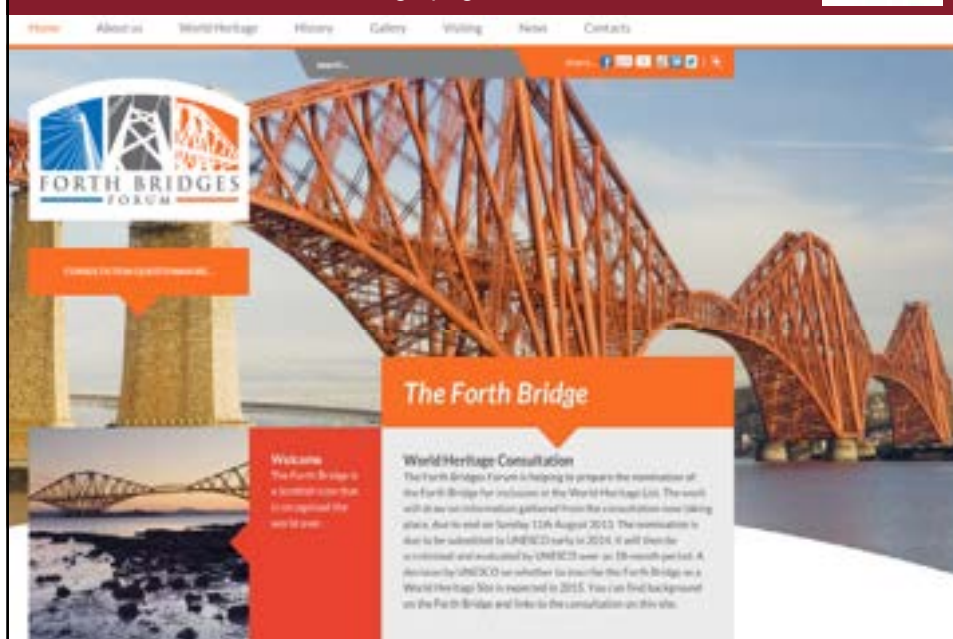 Home About us World Heritage History Gallery Visiting News Contacts
search...
share...
FORTH BRIDGES
FORUM
CONSULTATION QUESTIONNAIRE...
The Forth Bridge
Welcome
The Forth Bridge is
a Scottish icon that
is recognised the
world over.
World Heritage Consultation
The Forth Bridges Forum is helping to prepare the nomination of
the Forth Bridge for inclusion in the World Heritage List. The work
will draw on information gathered from the consultation now taking
place, due to end on Sunday 11th August 2013. The nomination is
due to be submitted to UNESCO early in 2014. It will then be
scrutinised and evaluated by UNESCO over an 18-month period. A
decision by UNESCO on whether to inscribe the Forth Bridge as a
World Heritage Site is expected in 2015. You can find background
on the Forth Bridge and links to the consultation on this site.